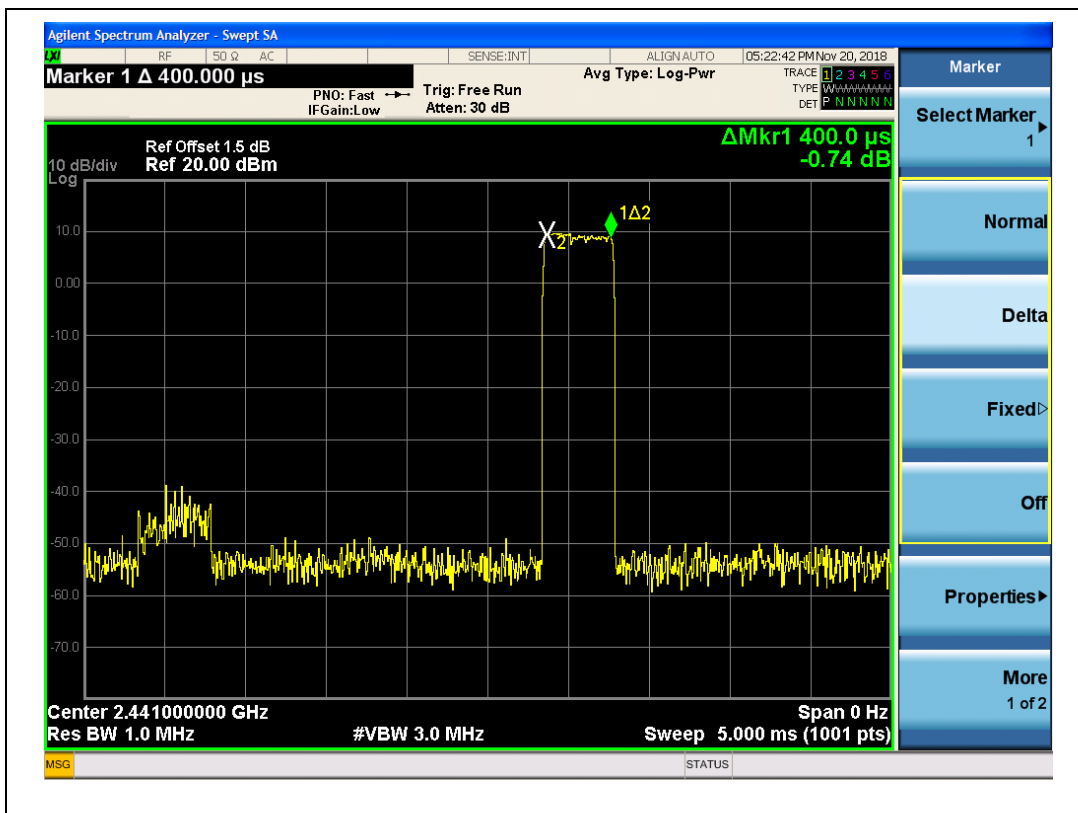 Agilent Spectrum Analyzer - Swept SA
LXI RF 50 Ω AC SENSE:INT ALIGN AUTO 05:22:42 PM Nov 20, 2018
Marker 1 Δ 400.000 µs
PNO: Fast
IFGain:Low
Trig: Free Run
Atten: 30 dB
Avg Type: Log-Pwr
TRACE 1 2 3 4 5 6
TYPE WWWWWW
DET P N N N N N
ΔMkr1 400.0 µs
-0.74 dB
Ref Offset 1.5 dB
10 dB/div Ref 20.00 dBm
Log
1Δ2
X2
10.0
0.00
-10.0
-20.0
-30.0
-40.0
-50.0
-60.0
-70.0
Center 2.441000000 GHz Span 0 Hz
Res BW 1.0 MHz #VBW 3.0 MHz Sweep 5.000 ms (1001 pts)
MSG STATUS
Marker
Select Marker
1
Normal
Delta
Fixed
Off
Properties
More
1 of 2